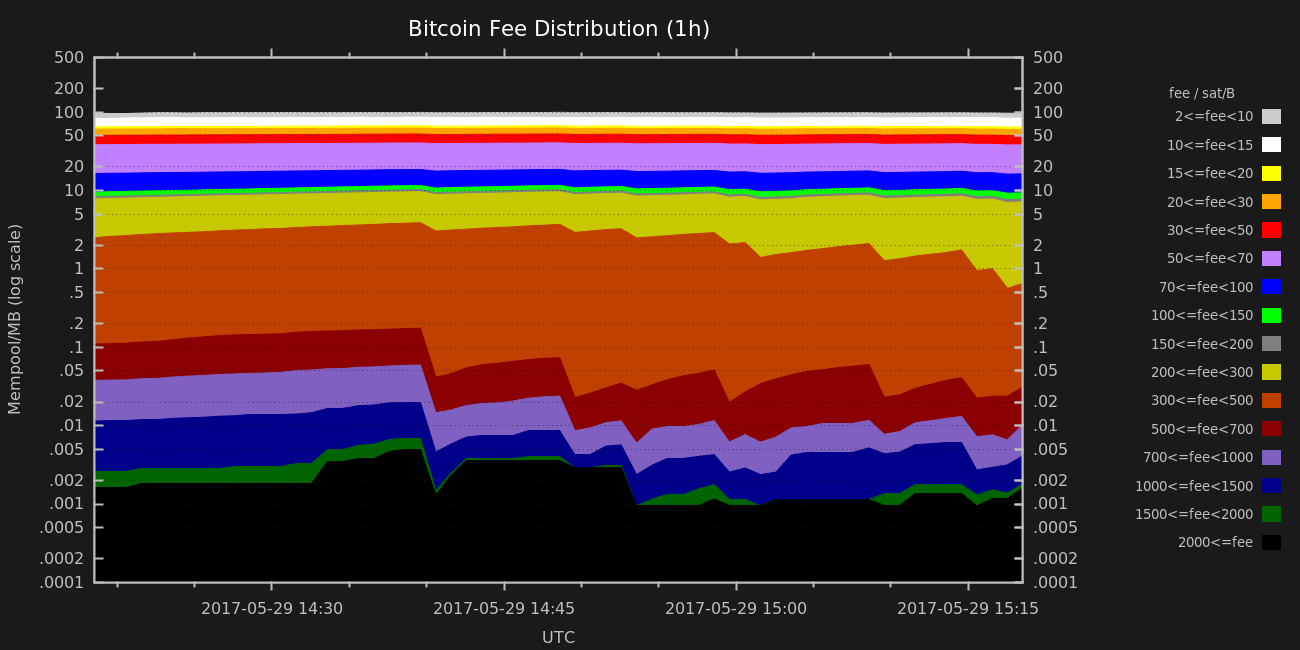 Bitcoin Fee Distribution (1h)
Mempool/MB (log scale)
500
200
100
50
20
10
5
2
1
.5
.2
.1
.05
.02
.01
.005
.002
.001
.0005
.0002
.0001
500
200
100
50
20
10
5
2
1
.5
.2
.1
.05
.02
.01
.005
.002
.001
.0005
.0002
.0001
2017-05-29 14:30
2017-05-29 14:45
2017-05-29 15:00
2017-05-29 15:15
UTC
fee / sat/B
2<=fee<10
10<=fee<15
15<=fee<20
20<=fee<30
30<=fee<50
50<=fee<70
70<=fee<100
100<=fee<150
150<=fee<200
200<=fee<300
300<=fee<500
500<=fee<700
700<=fee<1000
1000<=fee<1500
1500<=fee<2000
2000<=fee